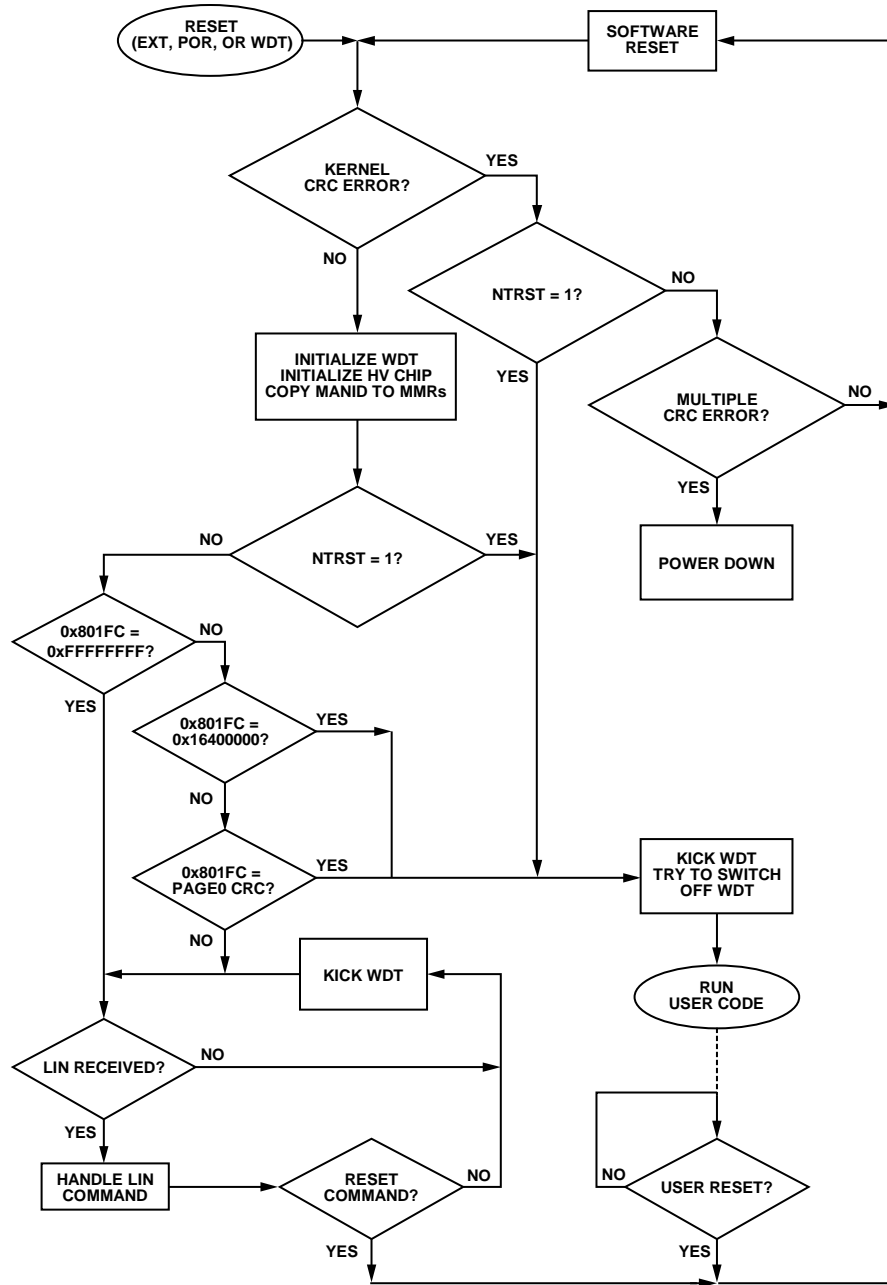 RESET
(EXT, POR, OR WDT)
SOFTWARE
RESET
KERNEL
CRC ERROR?
YES
NO
NTRST = 1?
NO
YES
INITIALIZE WDT
INITIALIZE HV CHIP
COPY MANID TO MMRs
MULTIPLE
CRC ERROR?
NO
YES
POWER DOWN
NTRST = 1?
NO
YES
0x801FC =
0xFFFFFFFF?
NO
YES
0x801FC =
0x16400000?
YES
NO
0x801FC =
PAGE0 CRC?
YES
NO
KICK WDT
TRY TO SWITCH
OFF WDT
KICK WDT
RUN
USER CODE
LIN RECEIVED?
NO
YES
HANDLE LIN
COMMAND
RESET
COMMAND?
NO
YES
USER RESET?
NO
YES